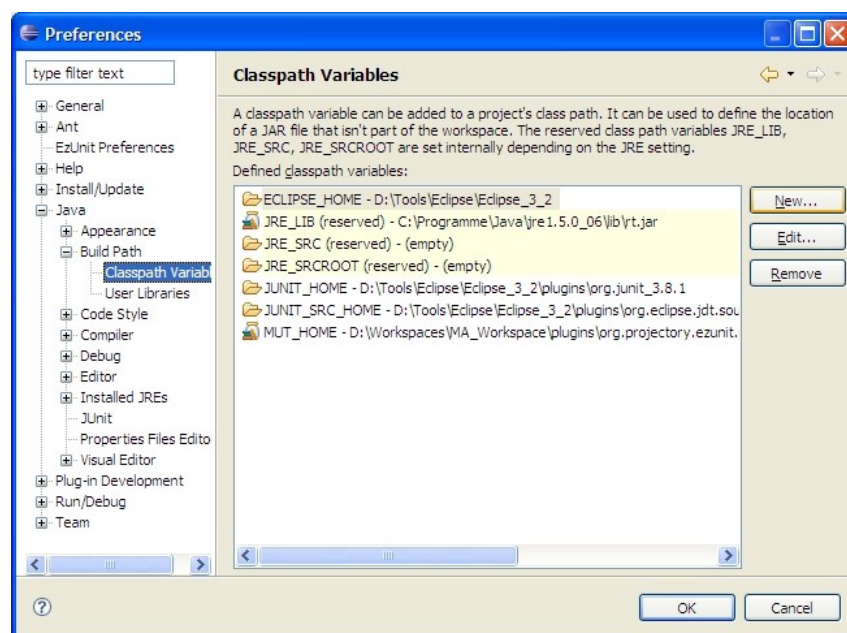 Preferences
type filter text
General
Ant
EzUnit Preferences
Help
Install/Update
Java
Appearance
Build Path
Classpath Variabl
User Libraries
Code Style
Compiler
Debug
Editor
Installed JREs
JUnit
Properties Files Edito
Visual Editor
Plug-in Development
Run/Debug
Team
Classpath Variables
A classpath variable can be added to a project's class path. It can be used to define the location
of a JAR file that isn't part of the workspace. The reserved class path variables JRE_LIB,
JRE_SRC, JRE_SRCROOT are set internally depending on the JRE setting.
Defined classpath variables:
ECLIPSE_HOME - D:\Tools\Eclipse\Eclipse_3_2
JRE_LIB (reserved) - C:\Programme\Java\jre1.5.0_06\lib\rt.jar
JRE_SRC (reserved) - (empty)
JRE_SRCROOT (reserved) - (empty)
JUNIT_HOME - D:\Tools\Eclipse\Eclipse_3_2\plugins\org.junit_3.8.1
JUNIT_SRC_HOME - D:\Tools\Eclipse\Eclipse_3_2\plugins\org.eclipse.jdt.sou
MUT_HOME - D:\Workspaces\MA_Workspace\plugins\org.projectory.ezunit.
New...
Edit...
Remove
?
OK
Cancel